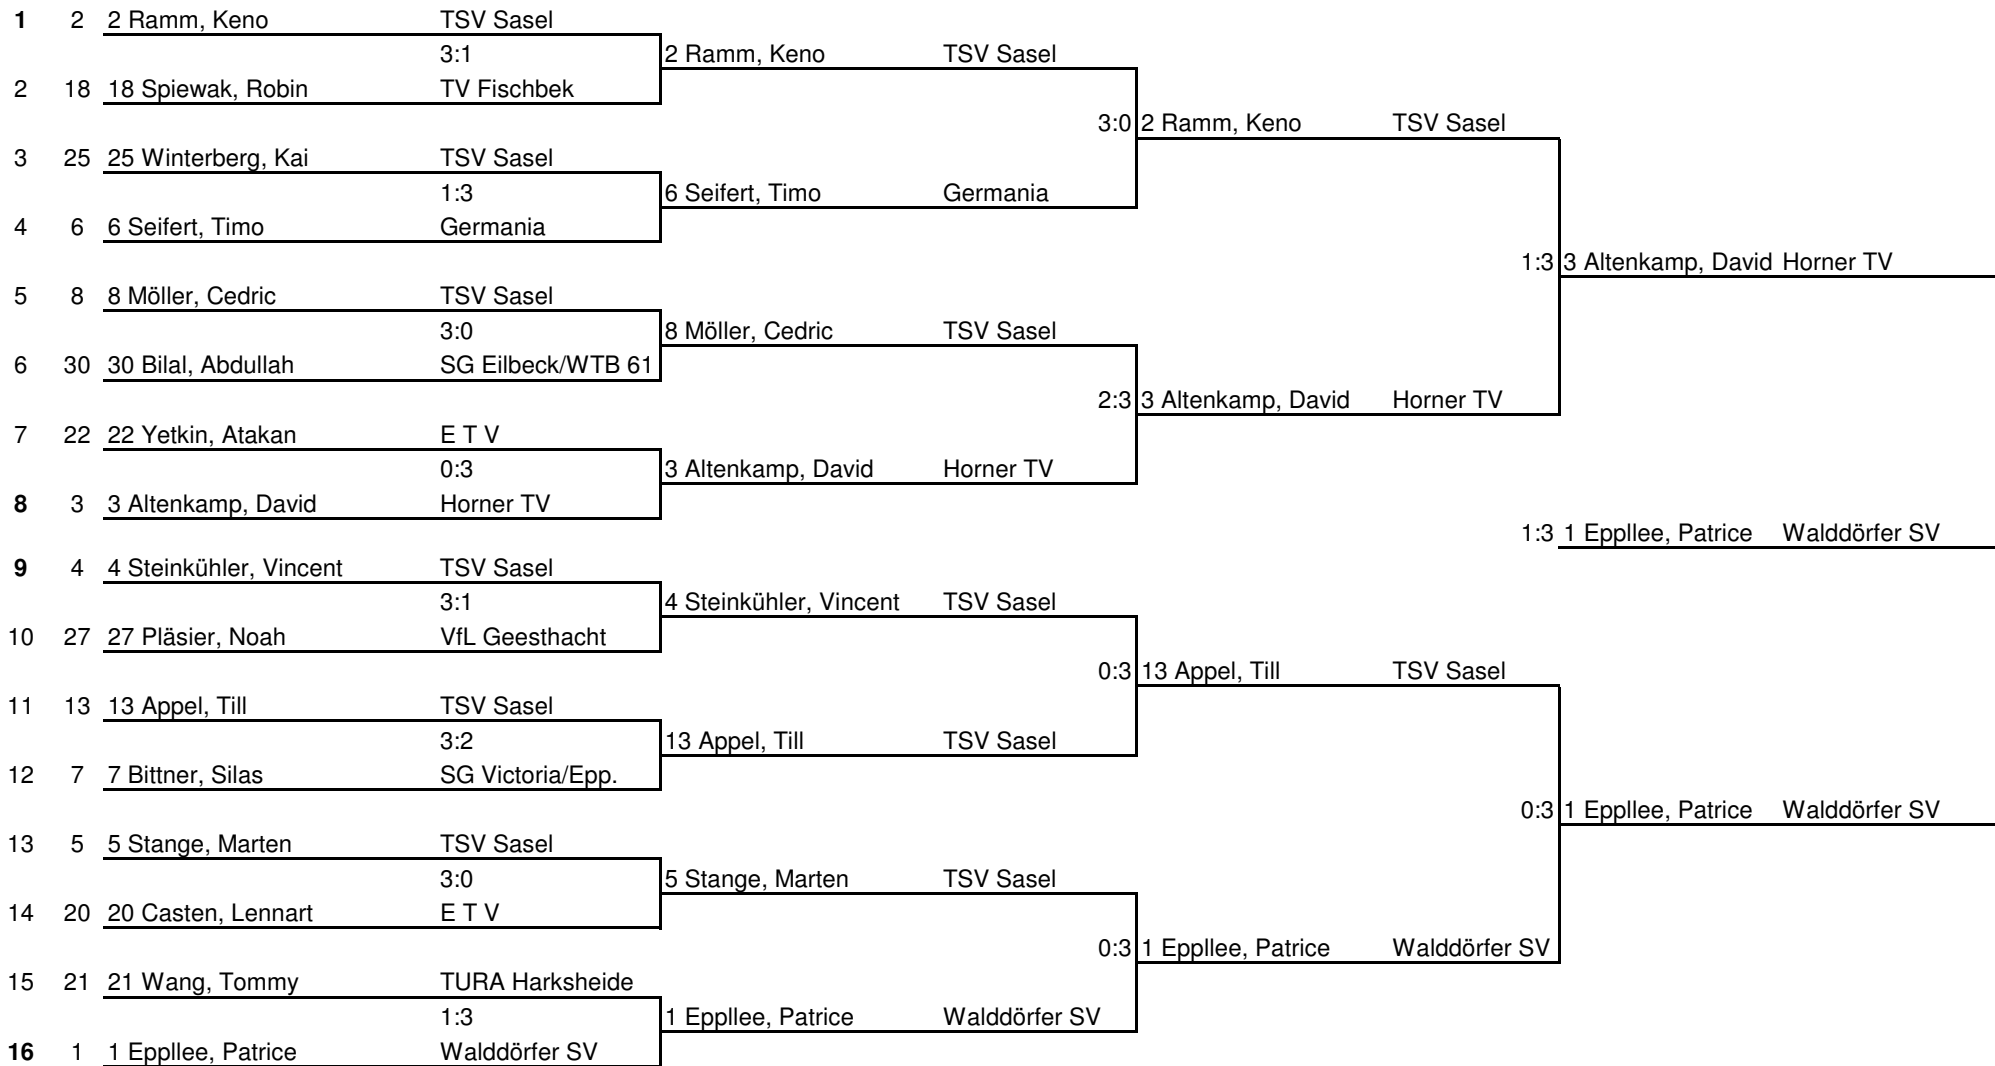 1 2 2 Ramm, Keno TSV Sasel
3:1 2 Ramm, Keno TSV Sasel
2 18 18 Spiewak, Robin TV Fischbek
3:0 2 Ramm, Keno TSV Sasel
3 25 25 Winterberg, Kai TSV Sasel
1:3 6 Seifert, Timo Germania
4 6 6 Seifert, Timo Germania
1:3 3 Altenkamp, David Horner TV
5 8 8 Möller, Cedric TSV Sasel
3:0 8 Möller, Cedric TSV Sasel
6 30 30 Bilal, Abdullah SG Eilbeck/WTB 61
2:3 3 Altenkamp, David Horner TV
7 22 22 Yetkin, Atakan E T V
0:3 3 Altenkamp, David Horner TV
8 3 3 Altenkamp, David Horner TV
1:3 1 Eppllee, Patrice Walddörfer SV
9 4 4 Steinkühler, Vincent TSV Sasel
3:1 4 Steinkühler, Vincent TSV Sasel
10 27 27 Pläsier, Noah VfL Geesthacht
0:3 13 Appel, Till TSV Sasel
11 13 13 Appel, Till TSV Sasel
3:2 13 Appel, Till TSV Sasel
12 7 7 Bittner, Silas SG Victoria/Epp.
0:3 1 Eppllee, Patrice Walddörfer SV
13 5 5 Stange, Marten TSV Sasel
3:0 5 Stange, Marten TSV Sasel
14 20 20 Casten, Lennart E T V
0:3 1 Eppllee, Patrice Walddörfer SV
15 21 21 Wang, Tommy TURA Harksheide
1:3 1 Eppllee, Patrice Walddörfer SV
16 1 1 Eppllee, Patrice Walddörfer SV